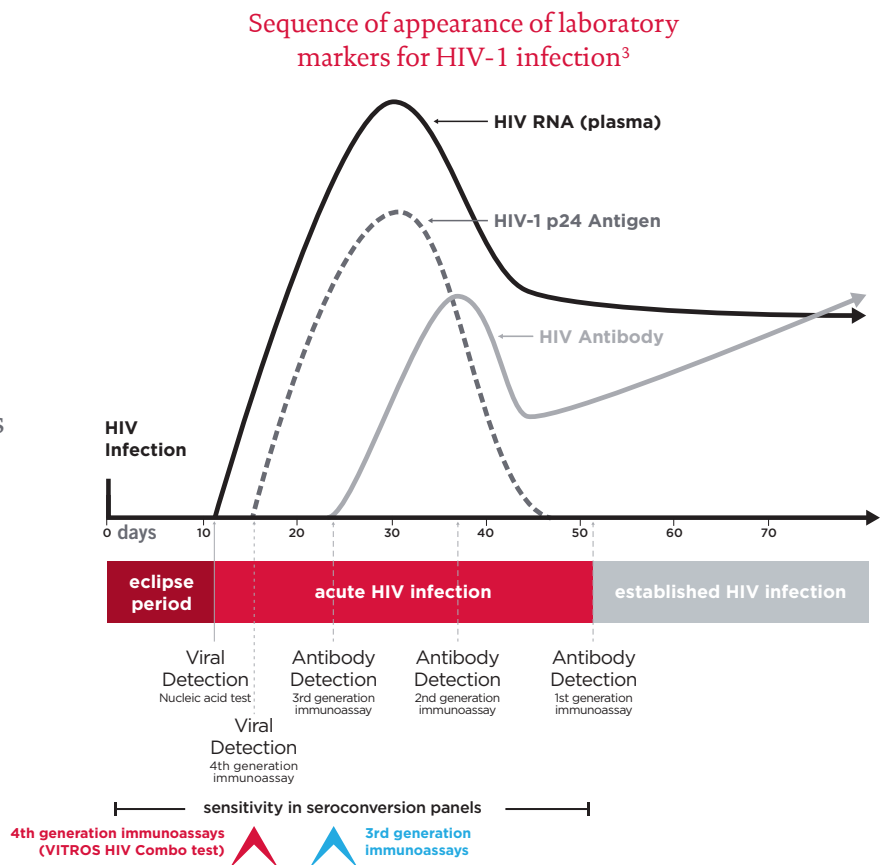 Sequence of appearance of laboratory
markers for HIV-1 infection³
HIV RNA (plasma)
HIV-1 p24 Antigen
HIV Antibody
s
HIV
Infection
0 days 10 20 30 40 50 60 70
eclipse
period
acute HIV infection
established HIV infection
Viral
Detection
Nucleic acid test
Viral
Detection
4th generation
immunoassay
Antibody
Detection
3rd generation
immunoassay
Antibody
Detection
2nd generation
immunoassay
Antibody
Detection
1st generation
immunoassay
sensitivity in seroconversion panels
4th generation immunoassays
(VITROS HIV Combo test)
3rd generation
immunoassays